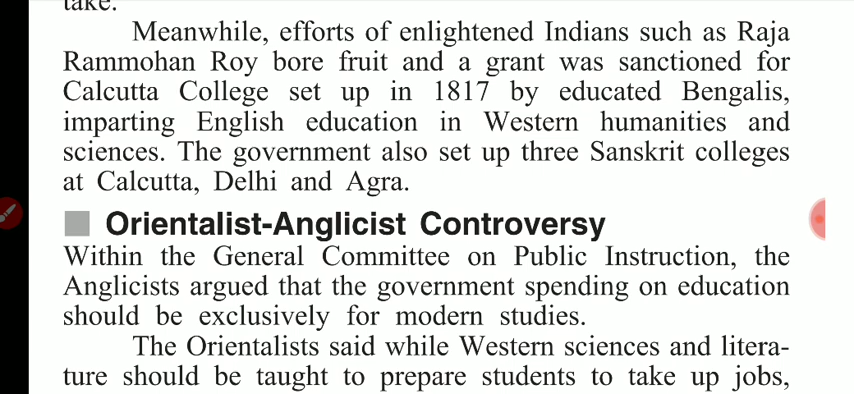 take.
Meanwhile, efforts of enlightened Indians such as Raja
Rammohan Roy bore fruit and a grant was sanctioned for
Calcutta College set up in 1817 by educated Bengalis,
imparting English education in Western humanities and
sciences. The government also set up three Sanskrit colleges
at Calcutta, Delhi and Agra.
Orientalist-Anglicist Controversy
Within the General Committee on Public Instruction, the
Anglicists argued that the government spending on education
should be exclusively for modern studies.
The Orientalists said while Western sciences and litera-
ture should be taught to prepare students to take up jobs,